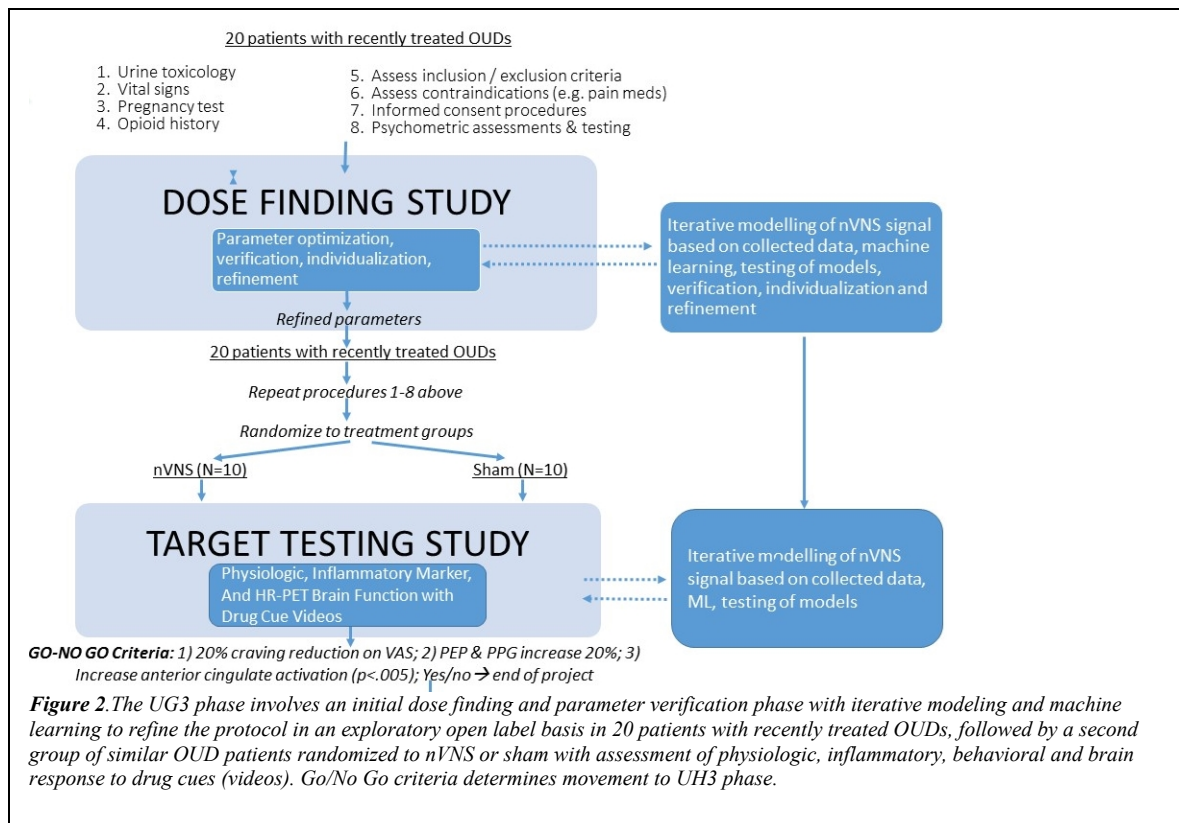 20 patients with recently treated OUDs
1. Urine toxicology
2. Vital signs
3. Pregnancy test
4. Opioid history
5. Assess inclusion / exclusion criteria
6. Assess contraindications (e.g. pain meds)
7. Informed consent procedures
8. Psychometric assessments & testing
DOSE FINDING STUDY
Parameter optimization,
verification, individualization,
refinement
Iterative modelling of nVNS signal
based on collected data, machine
learning, testing of models,
verification, individualization and
refinement
Refined parameters
20 patients with recently treated OUDs
Repeat procedures 1-8 above
Randomize to treatment groups
nVNS (N=10)
Sham (N=10)
TARGET TESTING STUDY
Physiologic, Inflammatory Marker,
And HR-PET Brain Function with
Drug Cue Videos
Iterative modelling of nVNS
signal based on collected data,
ML, testing of models
GO-NO GO Criteria: 1) 20% craving reduction on VAS; 2) PEP & PPG increase 20%; 3)
Increase anterior cingulate activation (p<.005); Yes/no → end of project
Figure 2.The UG3 phase involves an initial dose finding and parameter verification phase with iterative modeling and machine
learning to refine the protocol in an exploratory open label basis in 20 patients with recently treated OUDs, followed by a second
group of similar OUD patients randomized to nVNS or sham with assessment of physiologic, inflammatory, behavioral and brain
response to drug cues (videos). Go/No Go criteria determines movement to UH3 phase.